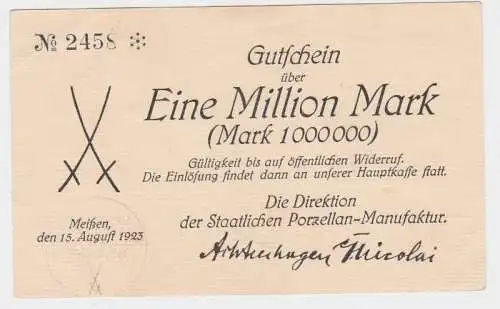 № 2458 ❊
Gutschein
über
Eine Million Mark
(Mark 1000000)
Gültigkeit bis auf öffentlichen Widerruf.
Die Einlösung findet dann an unserer Hauptkasse statt.
Meißen,
den 15. August 1923
Die Direktion
der Staatlichen Porzellan-Manufaktur.
Nicolai